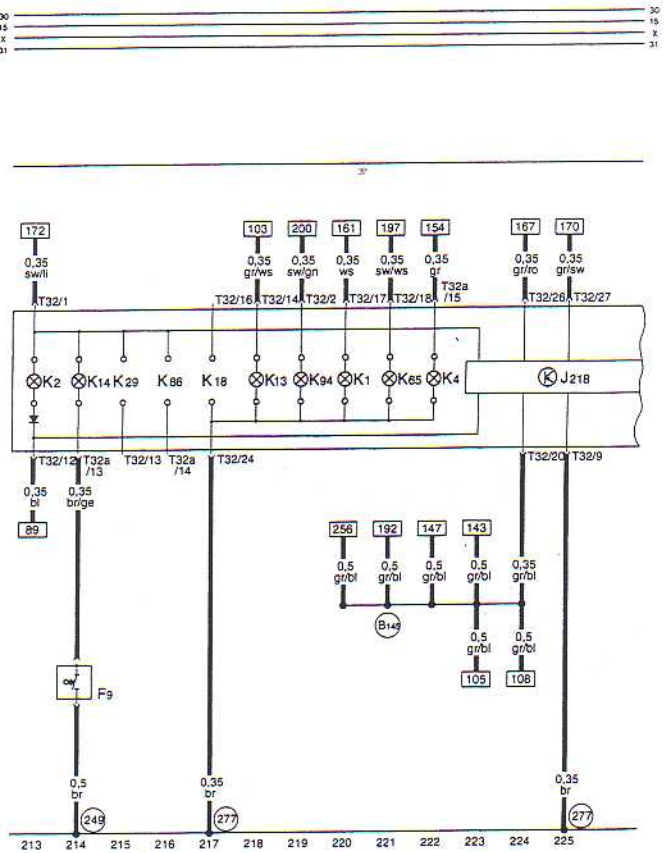 30 30
15 15
X X
31 31
172 103 200 161 197 154 167 170
0,35 0,35 0,35 0,35 0,35 0,35 0,35 0,35
sw/li gr/ws sw/gn ws sw/ws gr gr/ro gr/sw
T32/1 T32/16 T32/14 T32/2 T32/17 T32/18 T32a/15 T32/26 T32/27
K2 K14 K29 K86 K18 K13 K94 K1 K65 K4 K J218
T32/12 T32a/13 T32/13 T32a/14 T32/24 T32/20 T32/9
0,35 0,35
bl br/ge
89
256 192 147 143
0,5 0,5 0,5 0,5 0,35
gr/bl gr/bl gr/bl gr/bl gr/bl
B148
0,5 0,5
gr/bl gr/bl
105 108
F9
0,5 0,35 0,35
br br br
249 277 277
213 214 215 216 217 218 219 220 221 222 223 224 225